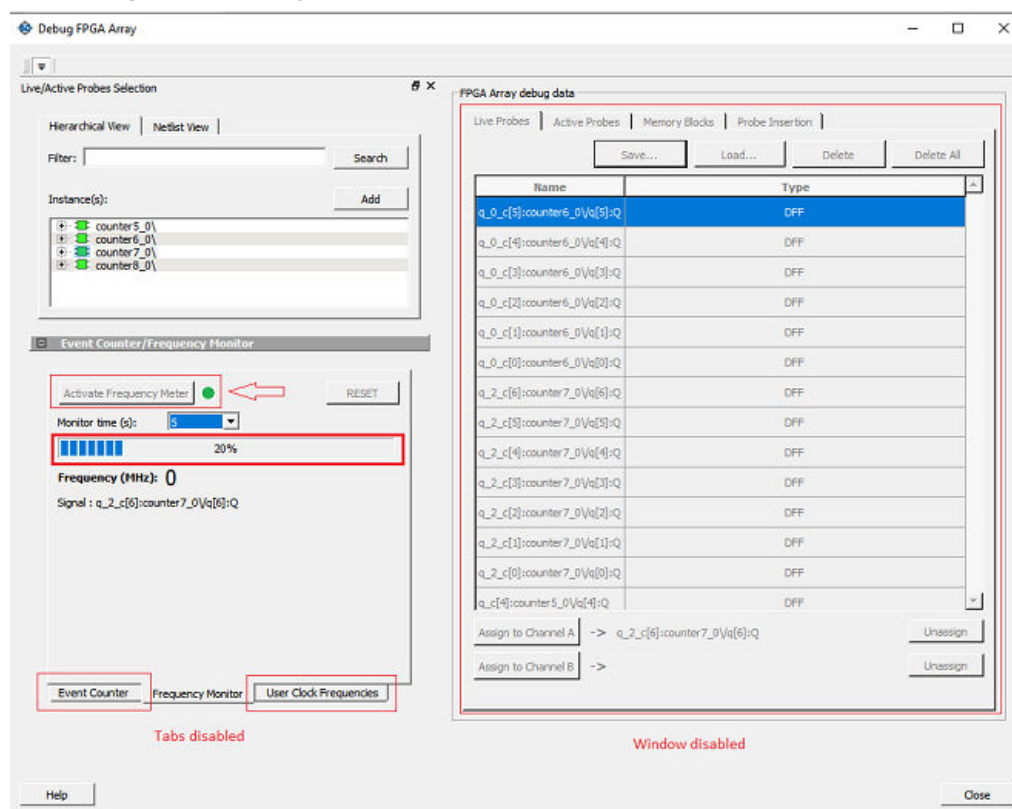 Debug FPGA Array
Live/Active Probes Selection
Hierarchical View
Netlist View
Filter:
Search
Instance(s):
Add
counter5_0\
counter6_0\
counter7_0\
counter8_0\
Event Counter/Frequency Monitor
Activate Frequency Meter
RESET
Monitor time (s):
5
20%
Frequency (MHz): 0
Signal : q_2_c[6]:counter7_0\/q[6]:Q
Event Counter
Frequency Monitor
User Clock Frequencies
Tabs disabled
FPGA Array debug data
Live Probes
Active Probes
Memory Blocks
Probe Insertion
Save...
Load...
Delete
Delete All
Name Type
q_0_c[5]:counter6_0\/q[5]:Q DFF
q_0_c[4]:counter6_0\/q[4]:Q DFF
q_0_c[3]:counter6_0\/q[3]:Q DFF
q_0_c[2]:counter6_0\/q[2]:Q DFF
q_0_c[1]:counter6_0\/q[1]:Q DFF
q_0_c[0]:counter6_0\/q[0]:Q DFF
q_2_c[6]:counter7_0\/q[6]:Q DFF
q_2_c[5]:counter7_0\/q[5]:Q DFF
q_2_c[4]:counter7_0\/q[4]:Q DFF
q_2_c[3]:counter7_0\/q[3]:Q DFF
q_2_c[2]:counter7_0\/q[2]:Q DFF
q_2_c[1]:counter7_0\/q[1]:Q DFF
q_2_c[0]:counter7_0\/q[0]:Q DFF
q_c[4]:counter5_0\/q[4]:Q DFF
Assign to Channel A -> q_2_c[6]:counter7_0\/q[6]:Q Unassign
Assign to Channel B -> Unassign
Window disabled
Help
Close